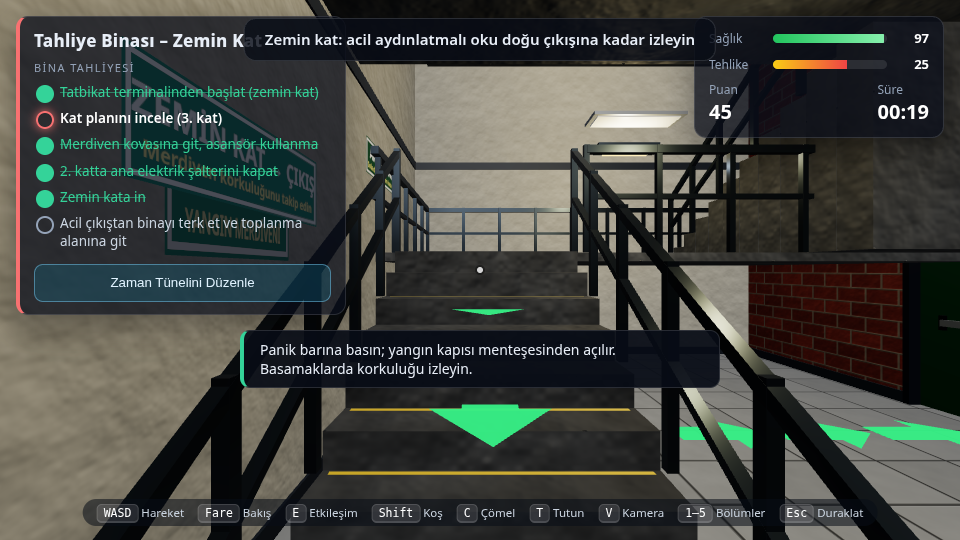 Tahliye Binası – Zemin Kat
Zemin kat: acil aydınlatmalı oku doğu çıkışına kadar izleyin
BİNA TAHLİYESİ
Tatbikat terminalinden başlat (zemin kat)
Kat planını incele (3. kat)
Merdiven kovasına git, asansör kullanma
2. katta ana elektrik şalterini kapat
Zemin kata in
Acil çıkıştan binayı terk et ve toplanma
alanına git
Zaman Tünelini Düzenle
Sağlık 97
Tehlike 25
Puan Süre
45 00:19
ZEMİN KAT
ÇIKIŞ
Merdiven korkuluğunu takip edin
YANGIN MERDİVENİ
Panik barına basın; yangın kapısı menteşesinden açılır.
Basamaklarda korkuluğu izleyin.
WASD Hareket Fare Bakış E Etkileşim Shift Koş C Çömel T Tutun V Kamera 1–5 Bölümler Esc Duraklat